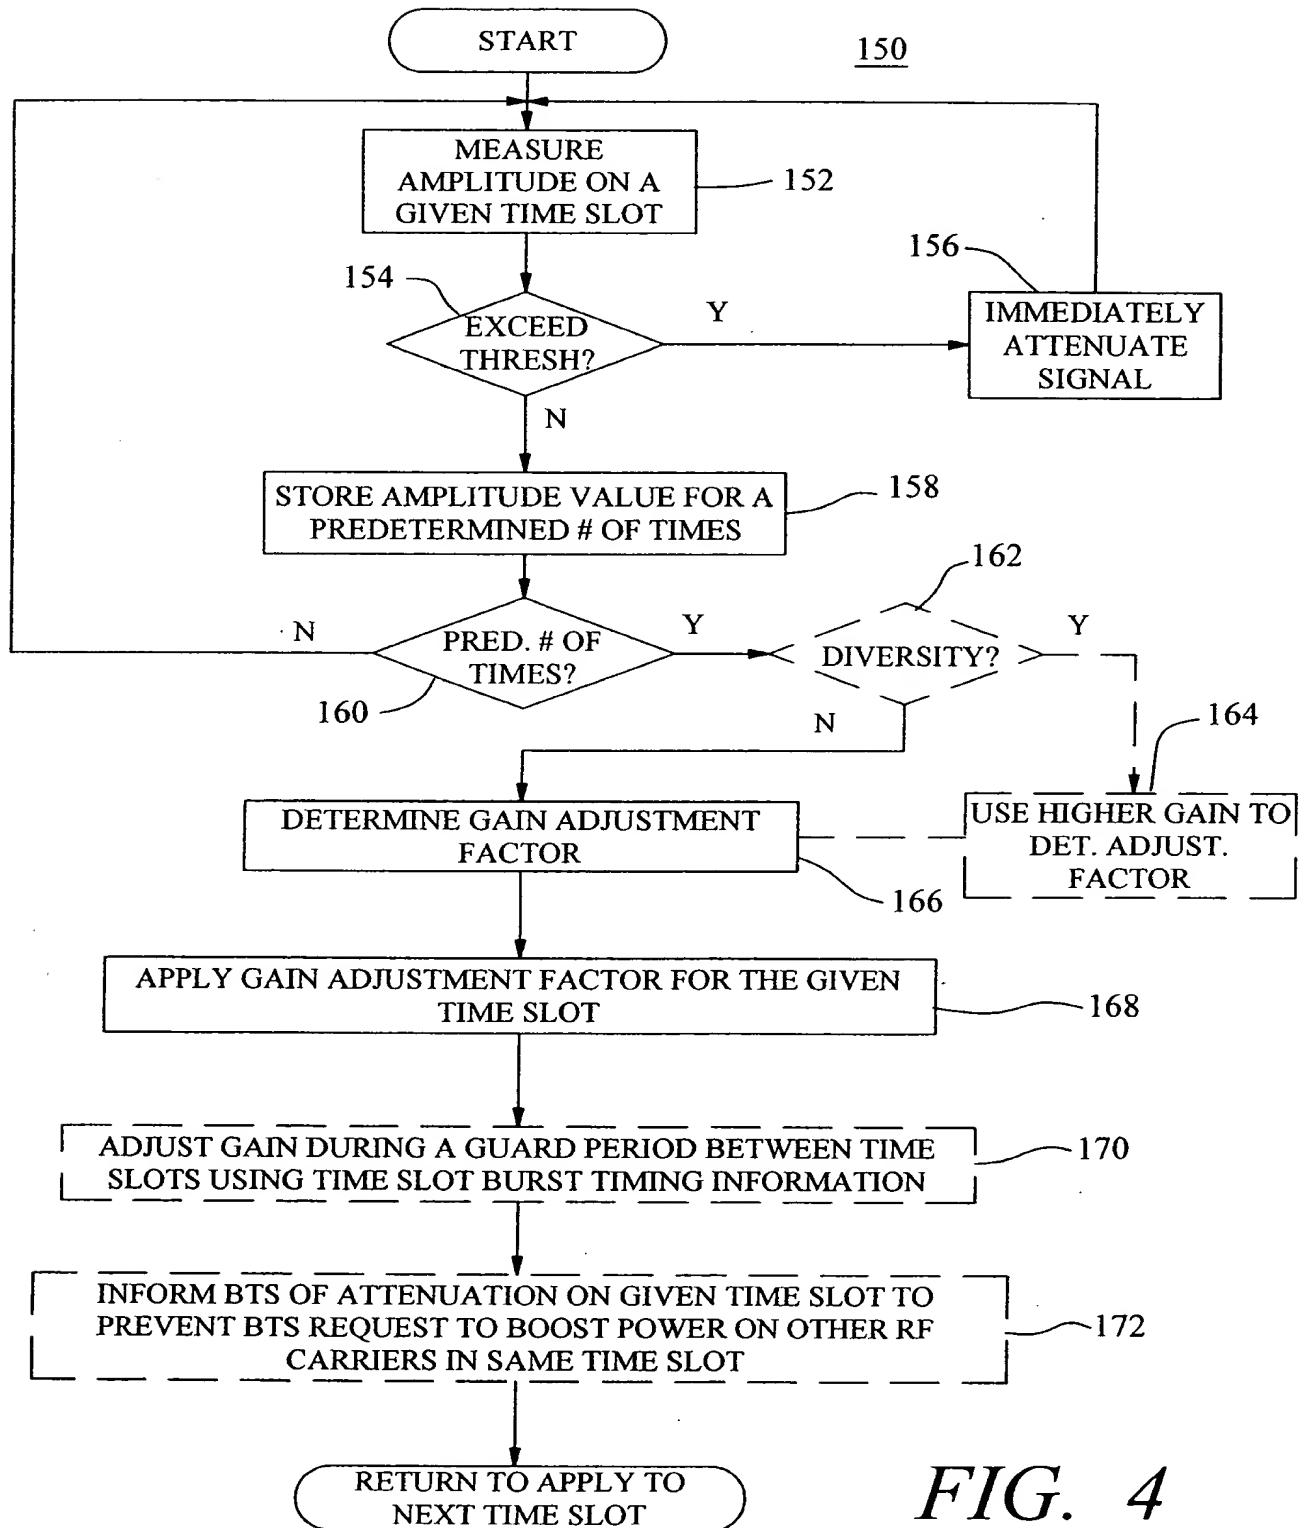 START
150
MEASURE
AMPLITUDE ON A
GIVEN TIME SLOT
152
154
EXCEED
THRESH?
Y
156
IMMEDIATELY
ATTENUATE
SIGNAL
N
STORE AMPLITUDE VALUE FOR A
PREDETERMINED # OF TIMES
158
N
PRED. # OF
TIMES?
160
Y
162
DIVERSITY?
Y
N
164
USE HIGHER GAIN TO
DET. ADJUST.
FACTOR
DETERMINE GAIN ADJUSTMENT
FACTOR
166
APPLY GAIN ADJUSTMENT FACTOR FOR THE GIVEN
TIME SLOT
168
ADJUST GAIN DURING A GUARD PERIOD BETWEEN TIME
SLOTS USING TIME SLOT BURST TIMING INFORMATION
170
INFORM BTS OF ATTENUATION ON GIVEN TIME SLOT TO
PREVENT BTS REQUEST TO BOOST POWER ON OTHER RF
CARRIERS IN SAME TIME SLOT
172
RETURN TO APPLY TO
NEXT TIME SLOT
FIG. 4